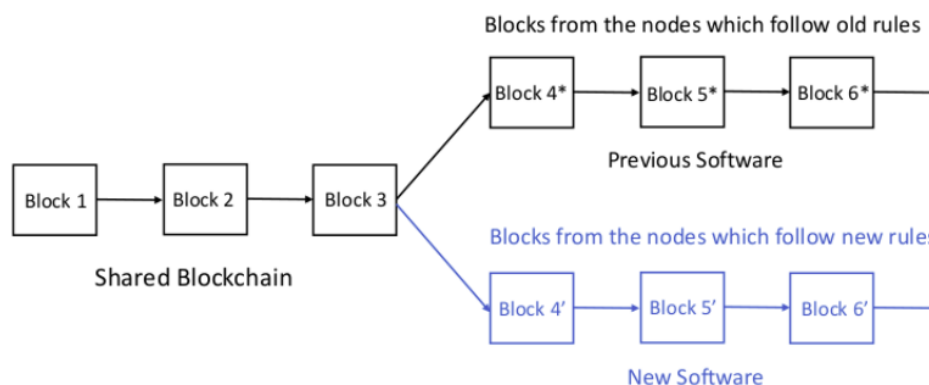 Blocks from the nodes which follow old rules
Block 4*
Block 5*
Block 6*
Previous Software
Block 1
Block 2
Block 3
Shared Blockchain
Blocks from the nodes which follow new rules
Block 4’
Block 5’
Block 6’
New Software